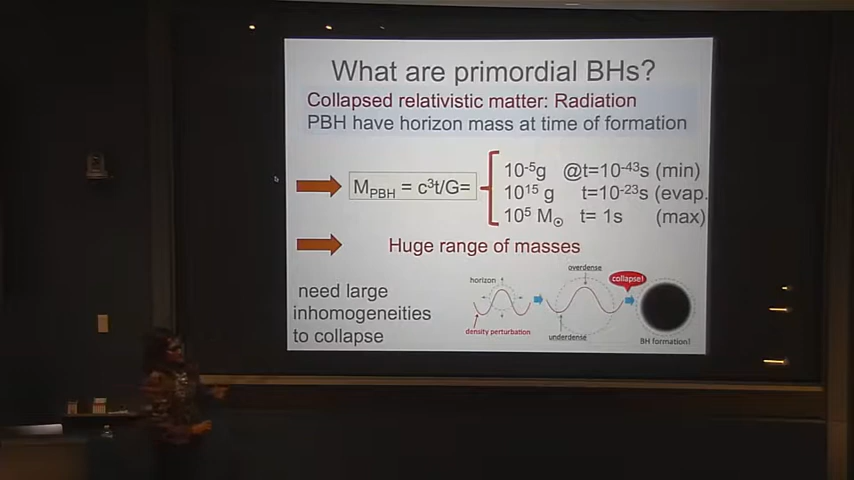 What are primordial BHs?
Collapsed relativistic matter: Radiation
PBH have horizon mass at time of formation
M_PBH = c³t/G=
10⁻⁵g @t=10⁻⁴³s (min)
10¹⁵ g t=10⁻²³s (evap.
10⁵ M☉ t= 1s (max)
Huge range of masses
need large
inhomogeneities
to collapse
horizon
density perturbation
overdense
underdense
collapse!
BH formation!